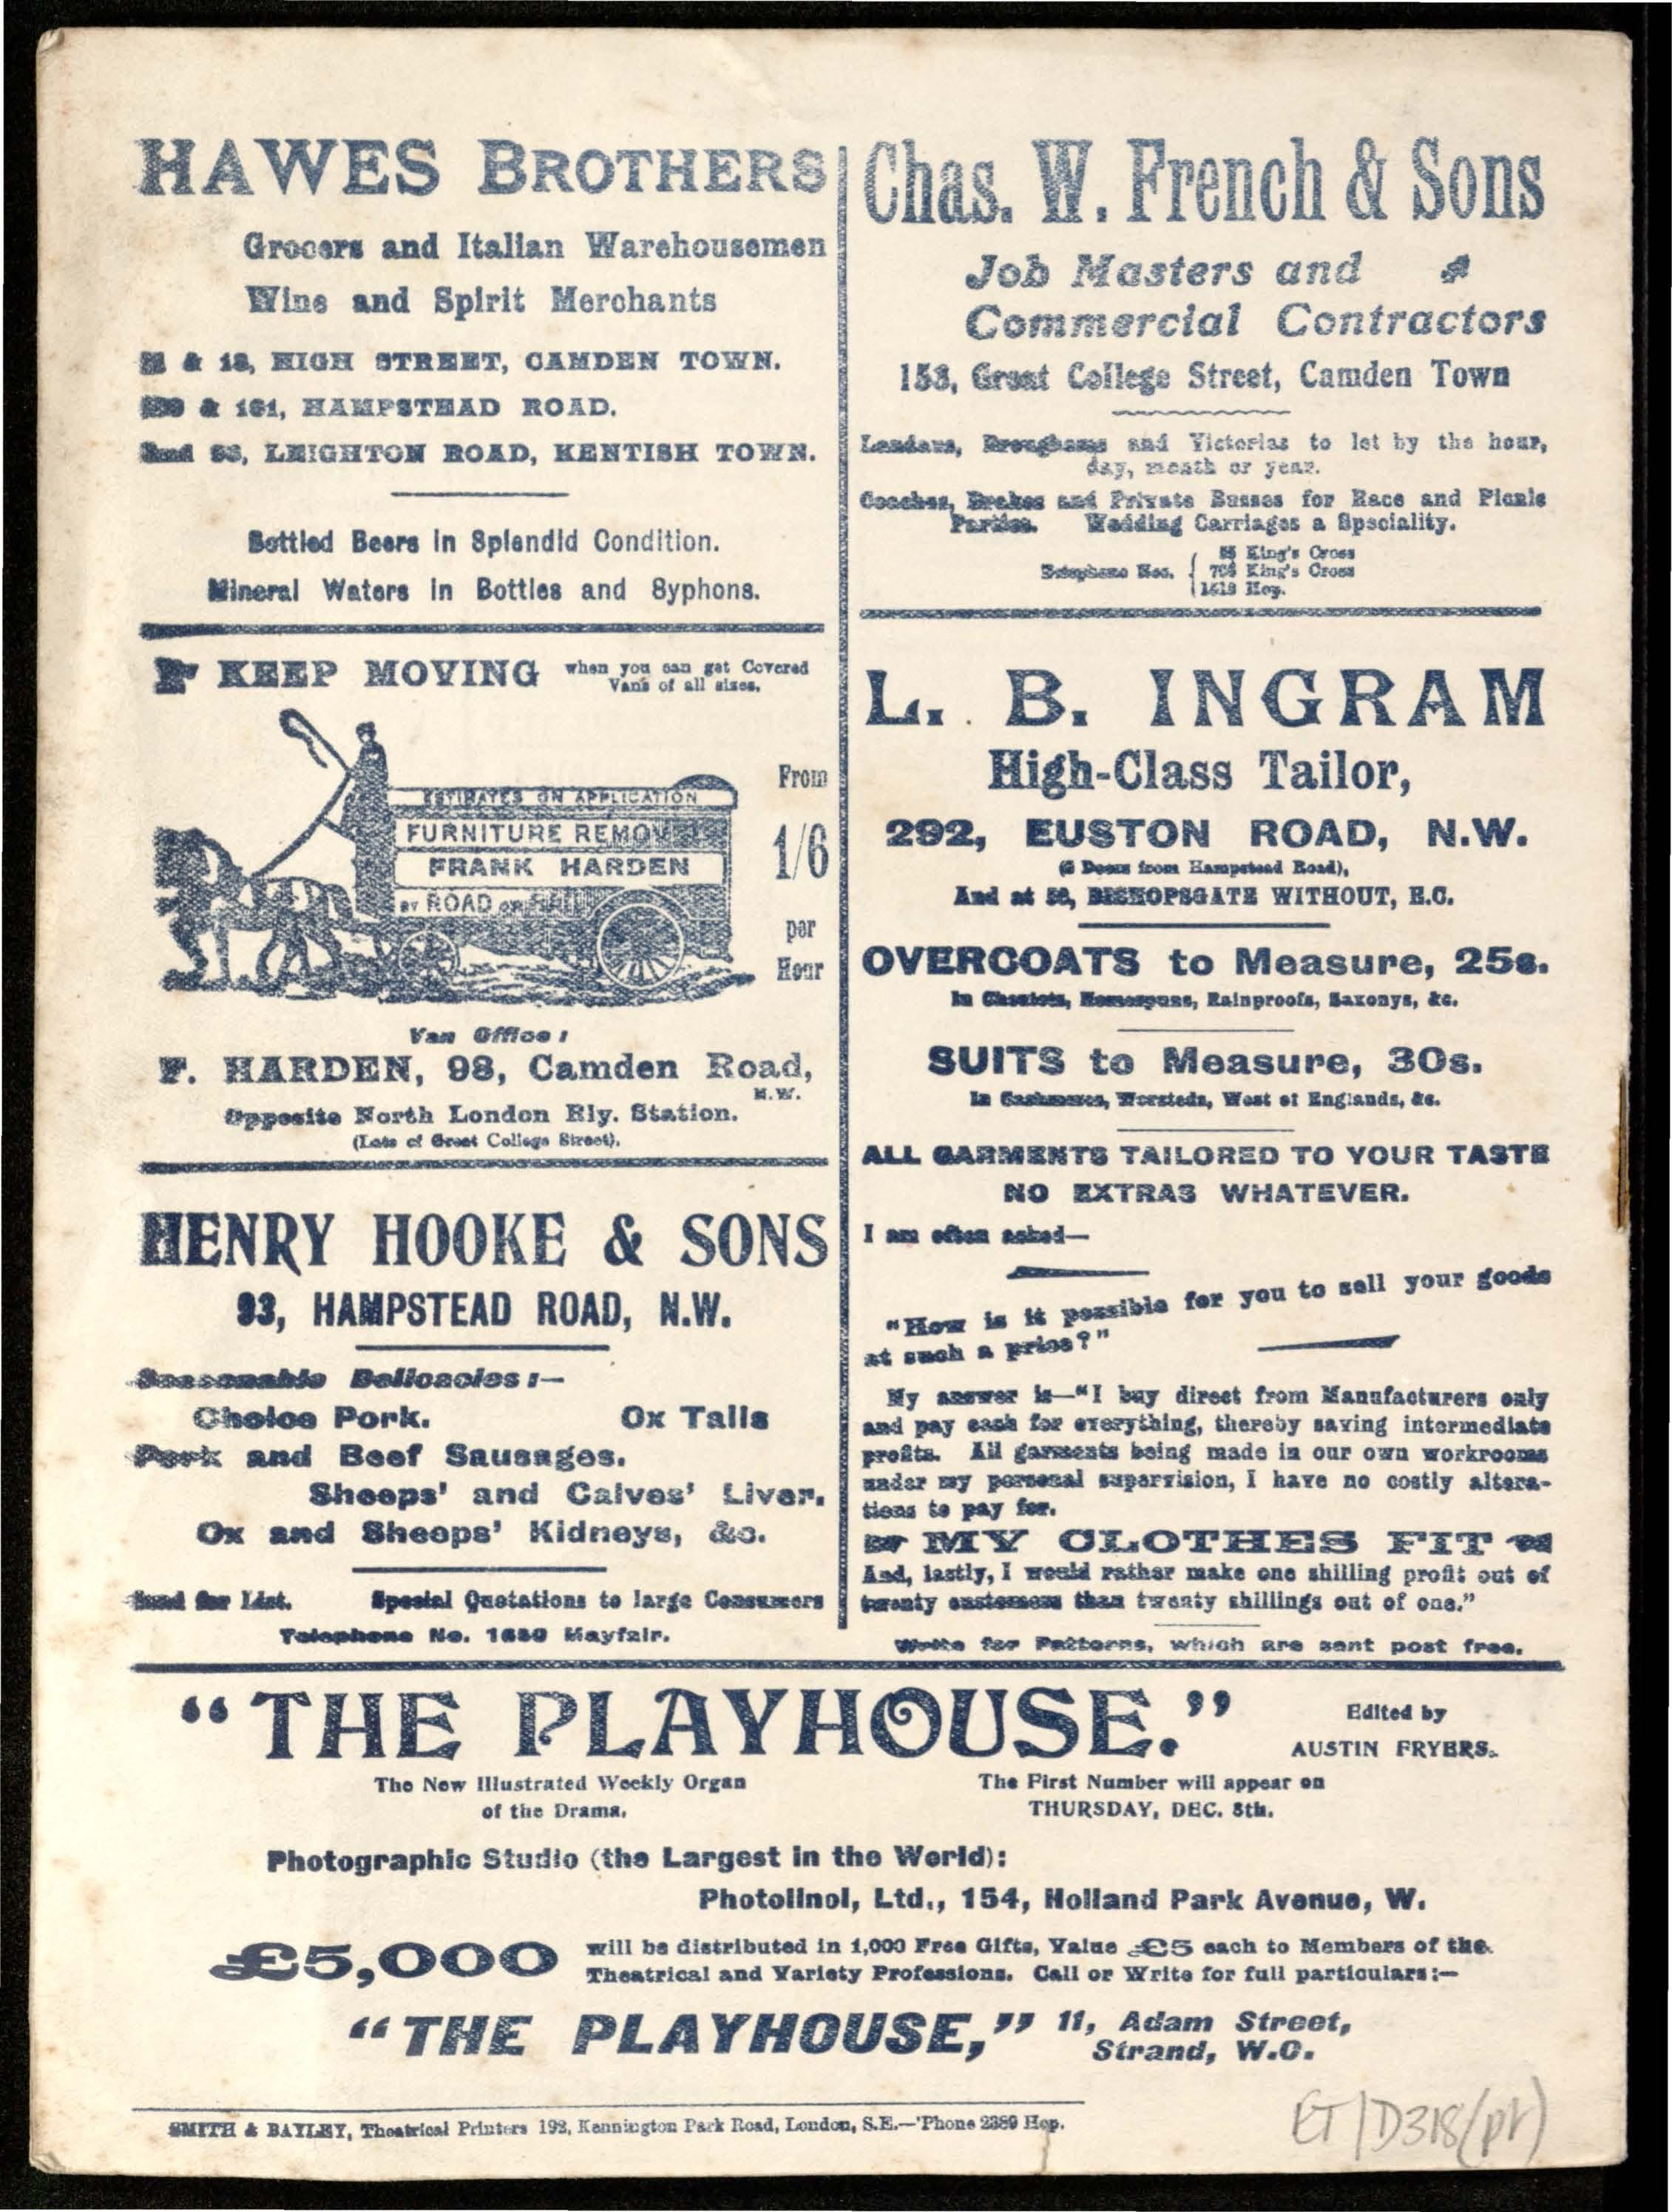 HAWES BROTHERS
Grocers and Italian Warehousemen
Wine and Spirit Merchants
& 18, HIGH STREET, CAMDEN TOWN.
& 161, HAMPSTEAD ROAD.
And LEIGHTON ROAD, KENTISH TOWN.
Bottled Beers in Splendid Condition.
Mineral Waters in Bottles and Syphons.
KEEP MOVING when you can get Covered
Vans of all sizes.
ESTIMATES ON APPLICATION
FURNITURE REMOVALS
FRANK HARDEN
BY ROAD OR RAIL
From
1/6
per
Hour
Van Office:
F. HARDEN, 98, Camden Road,
N.W.
Opposite North London Rly. Station.
(Late of Great College Street).
HENRY HOOKE & SONS
93, HAMPSTEAD ROAD, N.W.
Seasonable Delicacies:—
Choice Pork. Ox Tails
Pork and Beef Sausages.
Sheeps' and Calves' Liver.
Ox and Sheeps' Kidneys, &c.
Send for List. Special Quotations to large Consumers
Telephone No. Mayfair.
Chas. W. French & Sons
Job Masters and
Commercial Contractors
153, Great College Street, Camden Town
Landaus, Broughams and Victorias to let by the hour,
day, month or year.
Coaches, Brakes and Private Busses for Race and Picnic
Parties. Wedding Carriages a Speciality.
Telephone Nos. King's Cross
King's Cross
Hop.
L. B. INGRAM
High-Class Tailor,
292, EUSTON ROAD, N.W.
Doors from Hampstead Road),
And at BISHOPSGATE WITHOUT, E.C.
OVERCOATS to Measure, 25s.
In Cheviots, Homespuns, Rainproofs, Saxonys, &c.
SUITS to Measure, 30s.
In Cashmeres, Worsteds, West of Englands, &c.
ALL GARMENTS TAILORED TO YOUR TASTE
NO EXTRAS WHATEVER.
I am often asked—
"How is it possible for you to sell your goods
at such a price?"
My answer is—"I buy direct from Manufacturers only
and pay cash for everything, thereby saving intermediate
profits. All garments being made in our own workrooms
under my personal supervision, I have no costly altera-
tions to pay for.
MY CLOTHES FIT
And, lastly, I would rather make one shilling profit out of
twenty customers than twenty shillings out of one."
Write for Patterns, which are sent post free.
"THE PLAYHOUSE." Edited by
AUSTIN FRYERS.
The New Illustrated Weekly Organ
of the Drama.
The First Number will appear on
THURSDAY, DEC. 8th.
Photographic Studio (the Largest in the World):
Photolinol, Ltd., 154, Holland Park Avenue, W.
£5,000 will be distributed in 1,000 Free Gifts, Value £5 each to Members of the
Theatrical and Variety Professions. Call or Write for full particulars:—
"THE PLAYHOUSE," 11, Adam Street,
Strand, W.C.
SMITH & BAYLEY, Theatrical Printers 192, Kennington Park Road, London, S.E.—'Phone 2389 Hop.
ET/D318(pr)